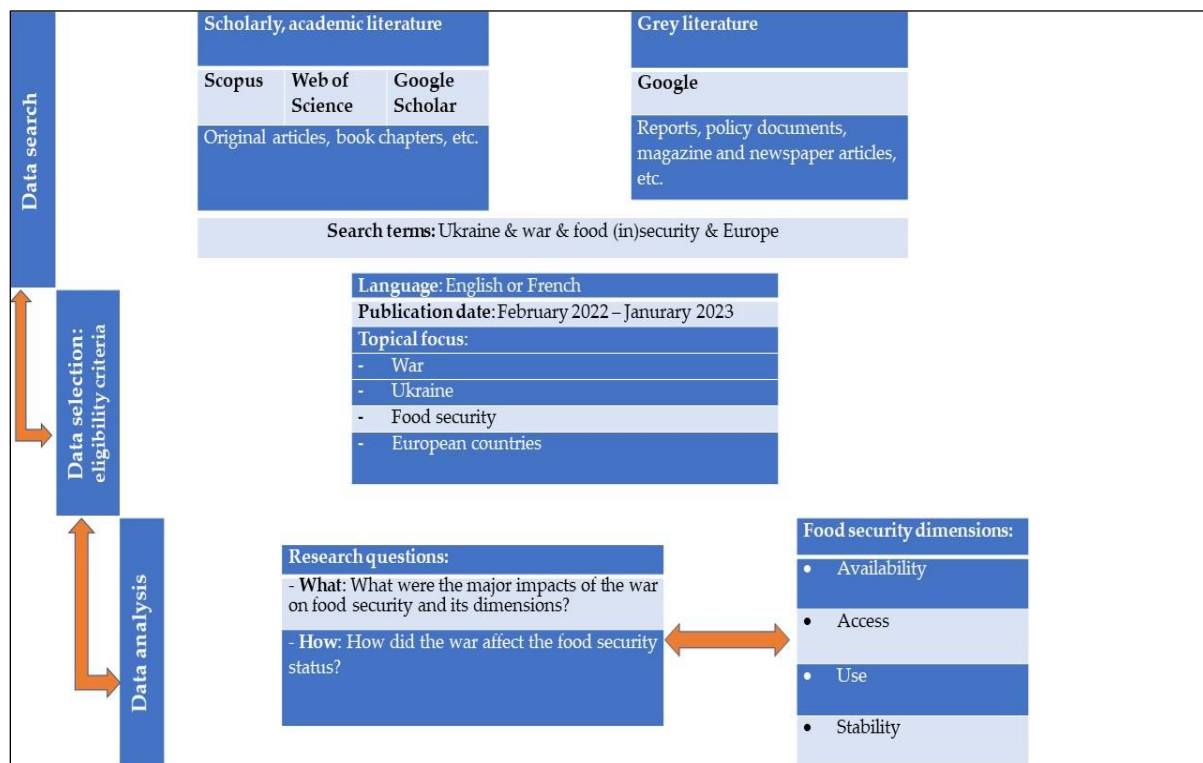 Data search
Scholarly, academic literature
Scopus
Web of
Science
Google
Scholar
Original articles, book chapters, etc.
Grey literature
Google
Reports, policy documents,
magazine and newspaper articles,
etc.
Search terms: Ukraine & war & food (in)security & Europe
Data selection:
eligibility criteria
Language: English or French
Publication date: February 2022 – Janurary 2023
Topical focus:
- War
- Ukraine
- Food security
- European countries
Data analysis
Research questions:
- What: What were the major impacts of the war
on food security and its dimensions?
- How: How did the war affect the food security
status?
Food security dimensions:
• Availability
• Access
• Use
• Stability